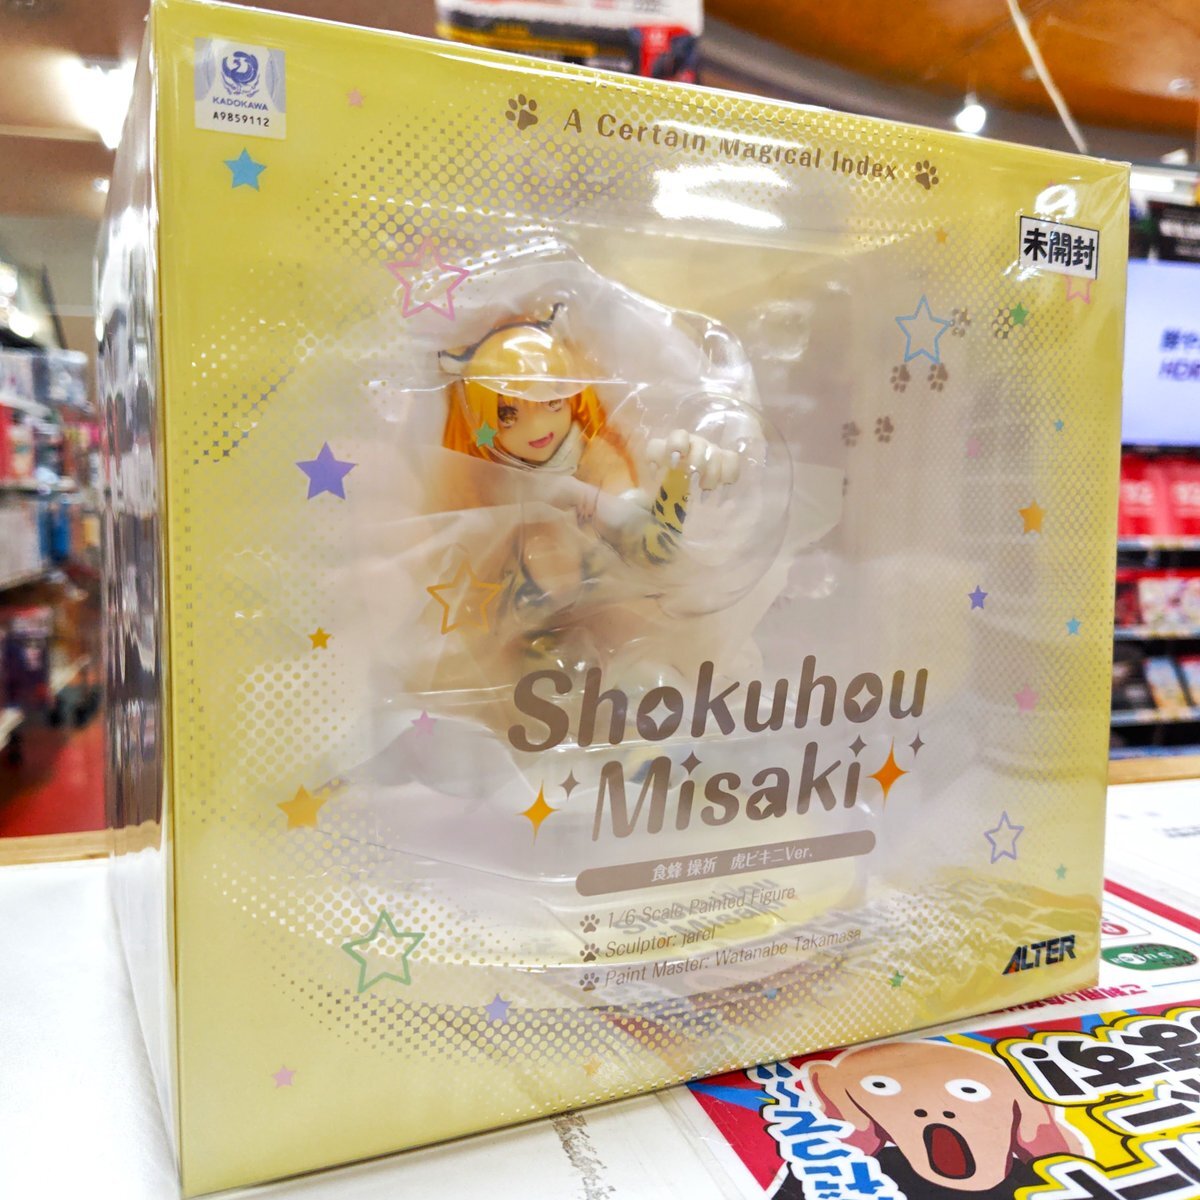 KADOKAWA
A9859112
A Certain Magical Index
未開封
Shokuhou
Misaki
食蜂 操祈 虎ビキニVer.
1/6 Scale Painted Figure
Sculptor: jarel
Paint Master: Watanabe Takamasa
ALTER